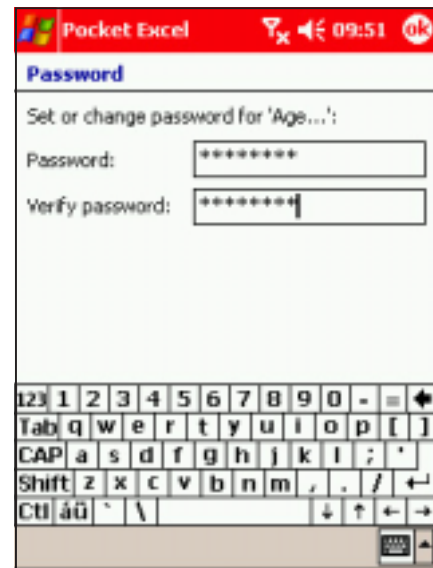 Pocket Excel 09:51 ok
Password
Set or change password for 'Age...':
Password: ********
Verify password: ********
123 1 2 3 4 5 6 7 8 9 0 - =
Tab q w e r t y u i o p [ ]
CAP a s d f g h j k l ; '
Shift z x c v b n m , . /
Ctl áü ` \